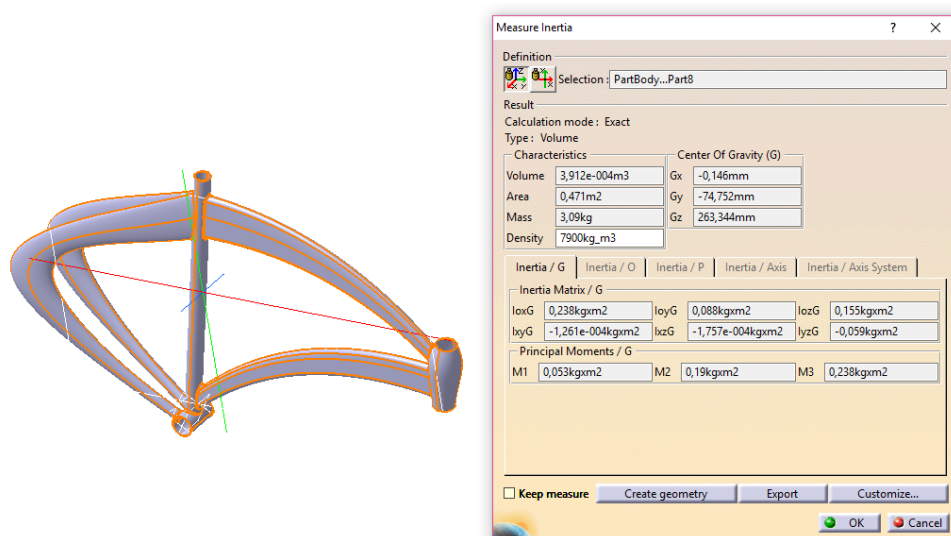 Measure Inertia ? X
Definition
Selection : PartBody...Part8
Result
Calculation mode : Exact
Type : Volume
Characteristics Center Of Gravity (G)
Volume 3,912e-004m3 Gx -0,146mm
Area 0,471m2 Gy -74,752mm
Mass 3,09kg Gz 263,344mm
Density 7900kg_m3
Inertia / G Inertia / O Inertia / P Inertia / Axis Inertia / Axis System
Inertia Matrix / G
IoxG 0,238kgxm2 IoyG 0,088kgxm2 IozG 0,155kgxm2
IxyG -1,261e-004kgxm2 IxzG -1,757e-004kgxm2 IyzG -0,059kgxm2
Principal Moments / G
M1 0,053kgxm2 M2 0,19kgxm2 M3 0,238kgxm2
Keep measure Create geometry Export Customize...
OK Cancel